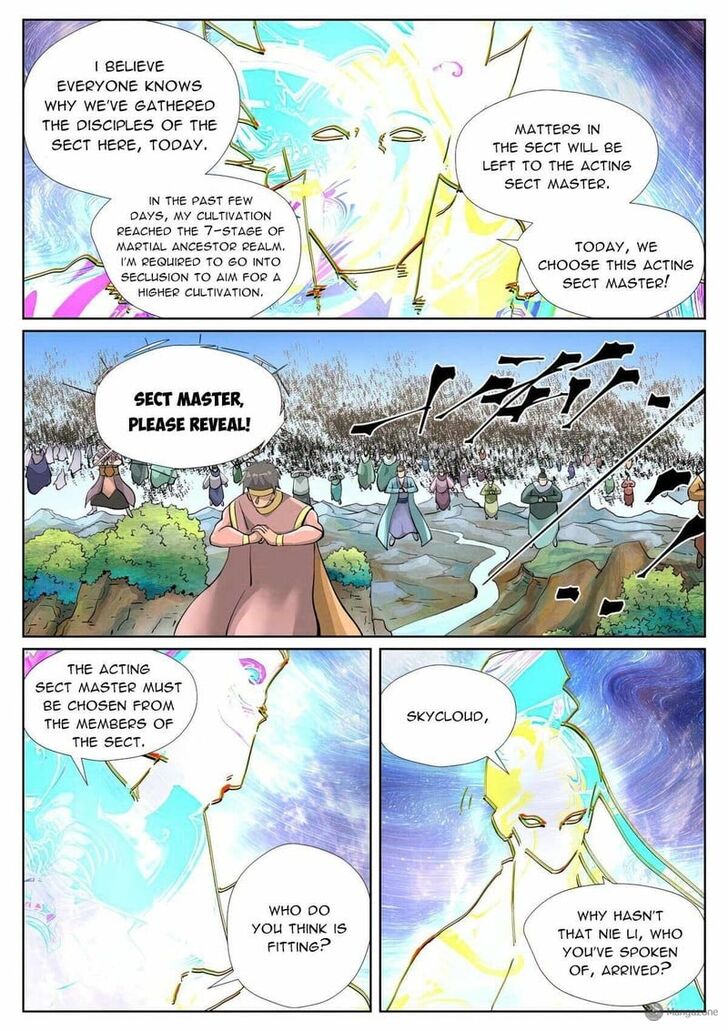 I BELIEVE
EVERYONE KNOWS
WHY WE'VE GATHERED
THE DISCIPLES OF THE
SECT HERE, TODAY.
IN THE PAST FEW
DAYS, MY CULTIVATION
REACHED THE 7-STAGE OF
MARTIAL ANCESTOR REALM.
I'M REQUIRED TO GO INTO
SECLUSION TO AIM FOR A
HIGHER CULTIVATION.
MATTERS IN
THE SECT WILL BE
LEFT TO THE ACTING
SECT MASTER.
TODAY, WE
CHOOSE THIS ACTING
SECT MASTER!
SECT MASTER,
PLEASE REVEAL!
THE ACTING
SECT MASTER MUST
BE CHOSEN FROM
THE MEMBERS OF
THE SECT.
WHO DO
YOU THINK IS
FITTING?
SKYCLOUD,
WHY HASN'T
THAT NIE LI, WHO
YOU'VE SPOKEN
OF, ARRIVED?
Mangazone